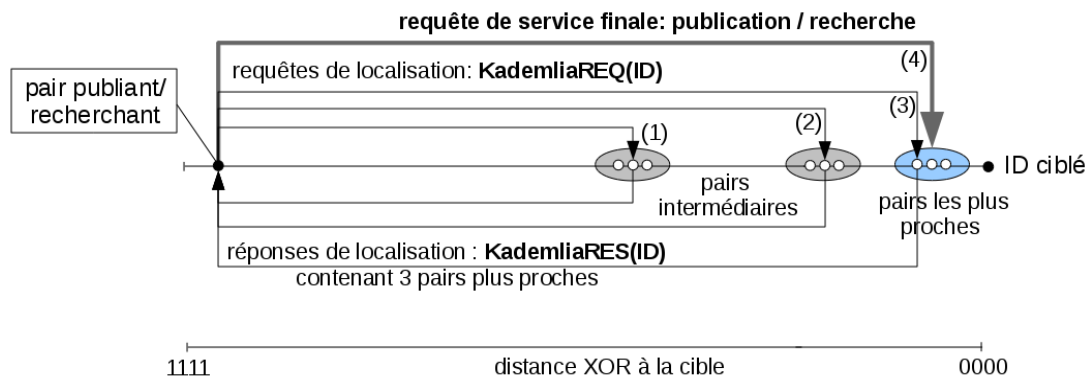 requête de service finale: publication / recherche
(4)
requêtes de localisation: KademliaREQ(ID)
pair publiant/
recherchant
(3)
(2)
(1)
ID ciblé
pairs
intermédiaires
pairs les plus
proches
réponses de localisation : KademliaRES(ID)
contenant 3 pairs plus proches
1111
distance XOR à la cible
0000